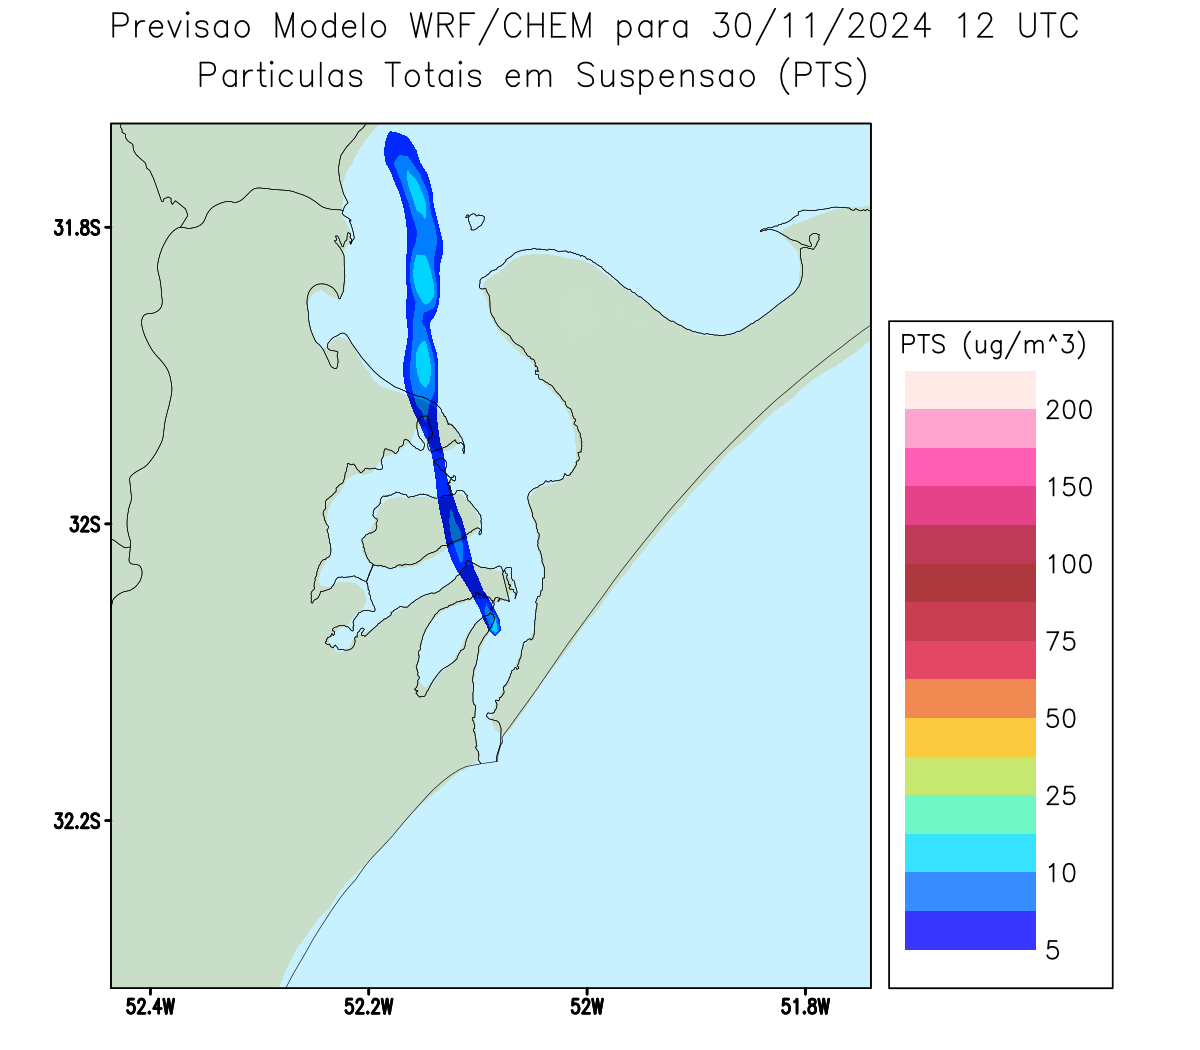 Previsao Modelo WRF/CHEM para 30/11/2024 12 UTC
Particulas Totais em Suspensao (PTS)
31.8S
32S
32.2S
52.4W
52.2W
52W
51.8W
PTS (ug/m^3)
200
150
100
75
50
25
10
5